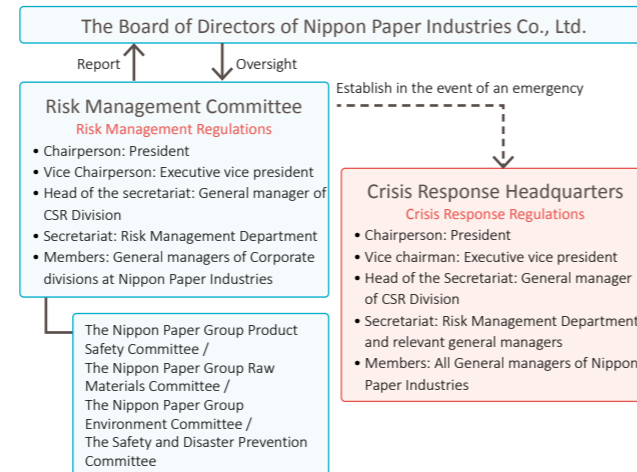 The Board of Directors of Nippon Paper Industries Co., Ltd.
Report
Oversight
Establish in the event of an emergency
Risk Management Committee
Risk Management Regulations
• Chairperson: President
• Vice Chairperson: Executive vice president
• Head of the secretariat: General manager of
CSR Division
• Secretariat: Risk Management Department
• Members: General managers of Corporate
divisions at Nippon Paper Industries
Crisis Response Headquarters
Crisis Response Regulations
• Chairperson: President
• Vice chairman: Executive vice president
• Head of the Secretariat: General manager
of CSR Division
• Secretariat: Risk Management Department
and relevant general managers
• Members: All General managers of Nippon
Paper Industries
The Nippon Paper Group Product
Safety Committee /
The Nippon Paper Group Raw
Materials Committee /
The Nippon Paper Group
Environment Committee /
The Safety and Disaster Prevention
Committee